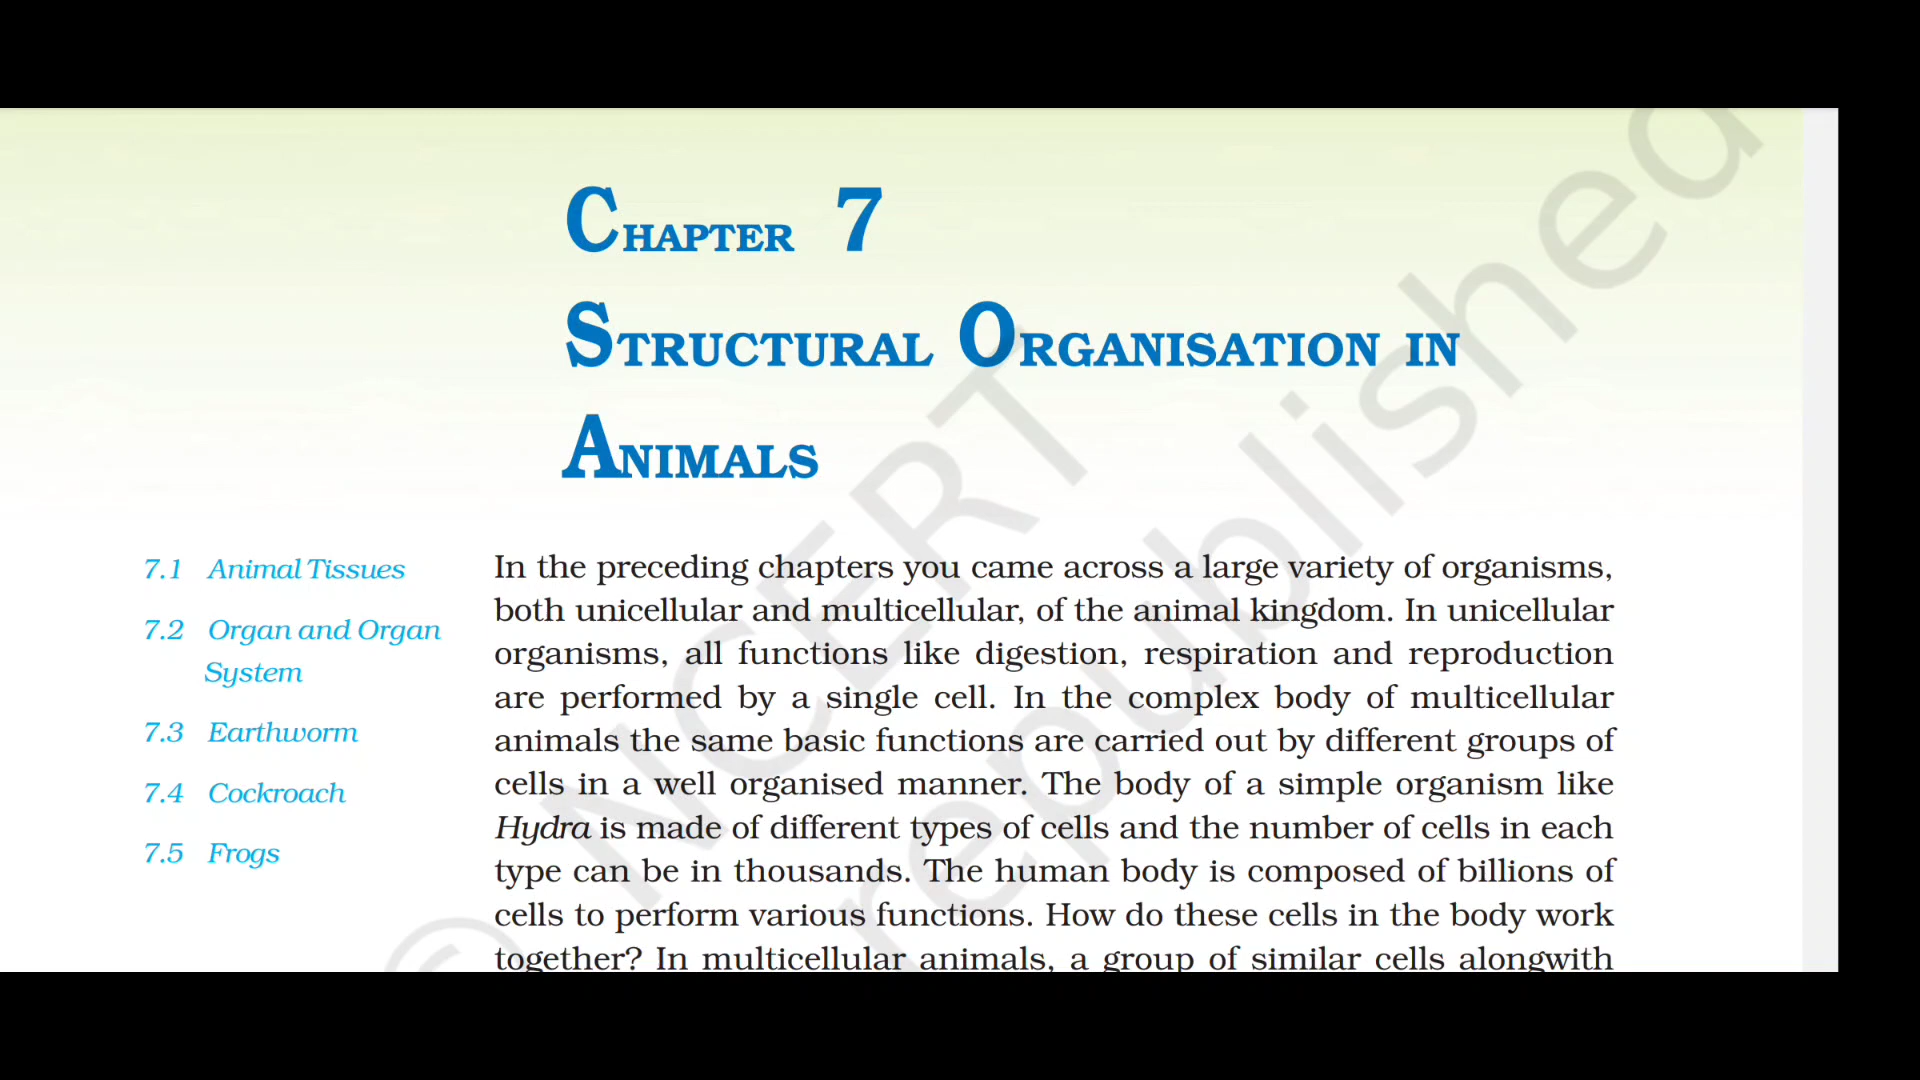 CHAPTER 7
STRUCTURAL ORGANISATION IN
ANIMALS
7.1 Animal Tissues
7.2 Organ and Organ
System
7.3 Earthworm
7.4 Cockroach
7.5 Frogs
In the preceding chapters you came across a large variety of organisms,
both unicellular and multicellular, of the animal kingdom. In unicellular
organisms, all functions like digestion, respiration and reproduction
are performed by a single cell. In the complex body of multicellular
animals the same basic functions are carried out by different groups of
cells in a well organised manner. The body of a simple organism like
Hydra is made of different types of cells and the number of cells in each
type can be in thousands. The human body is composed of billions of
cells to perform various functions. How do these cells in the body work
together? In multicellular animals, a group of similar cells alongwith
© NCERT
republished